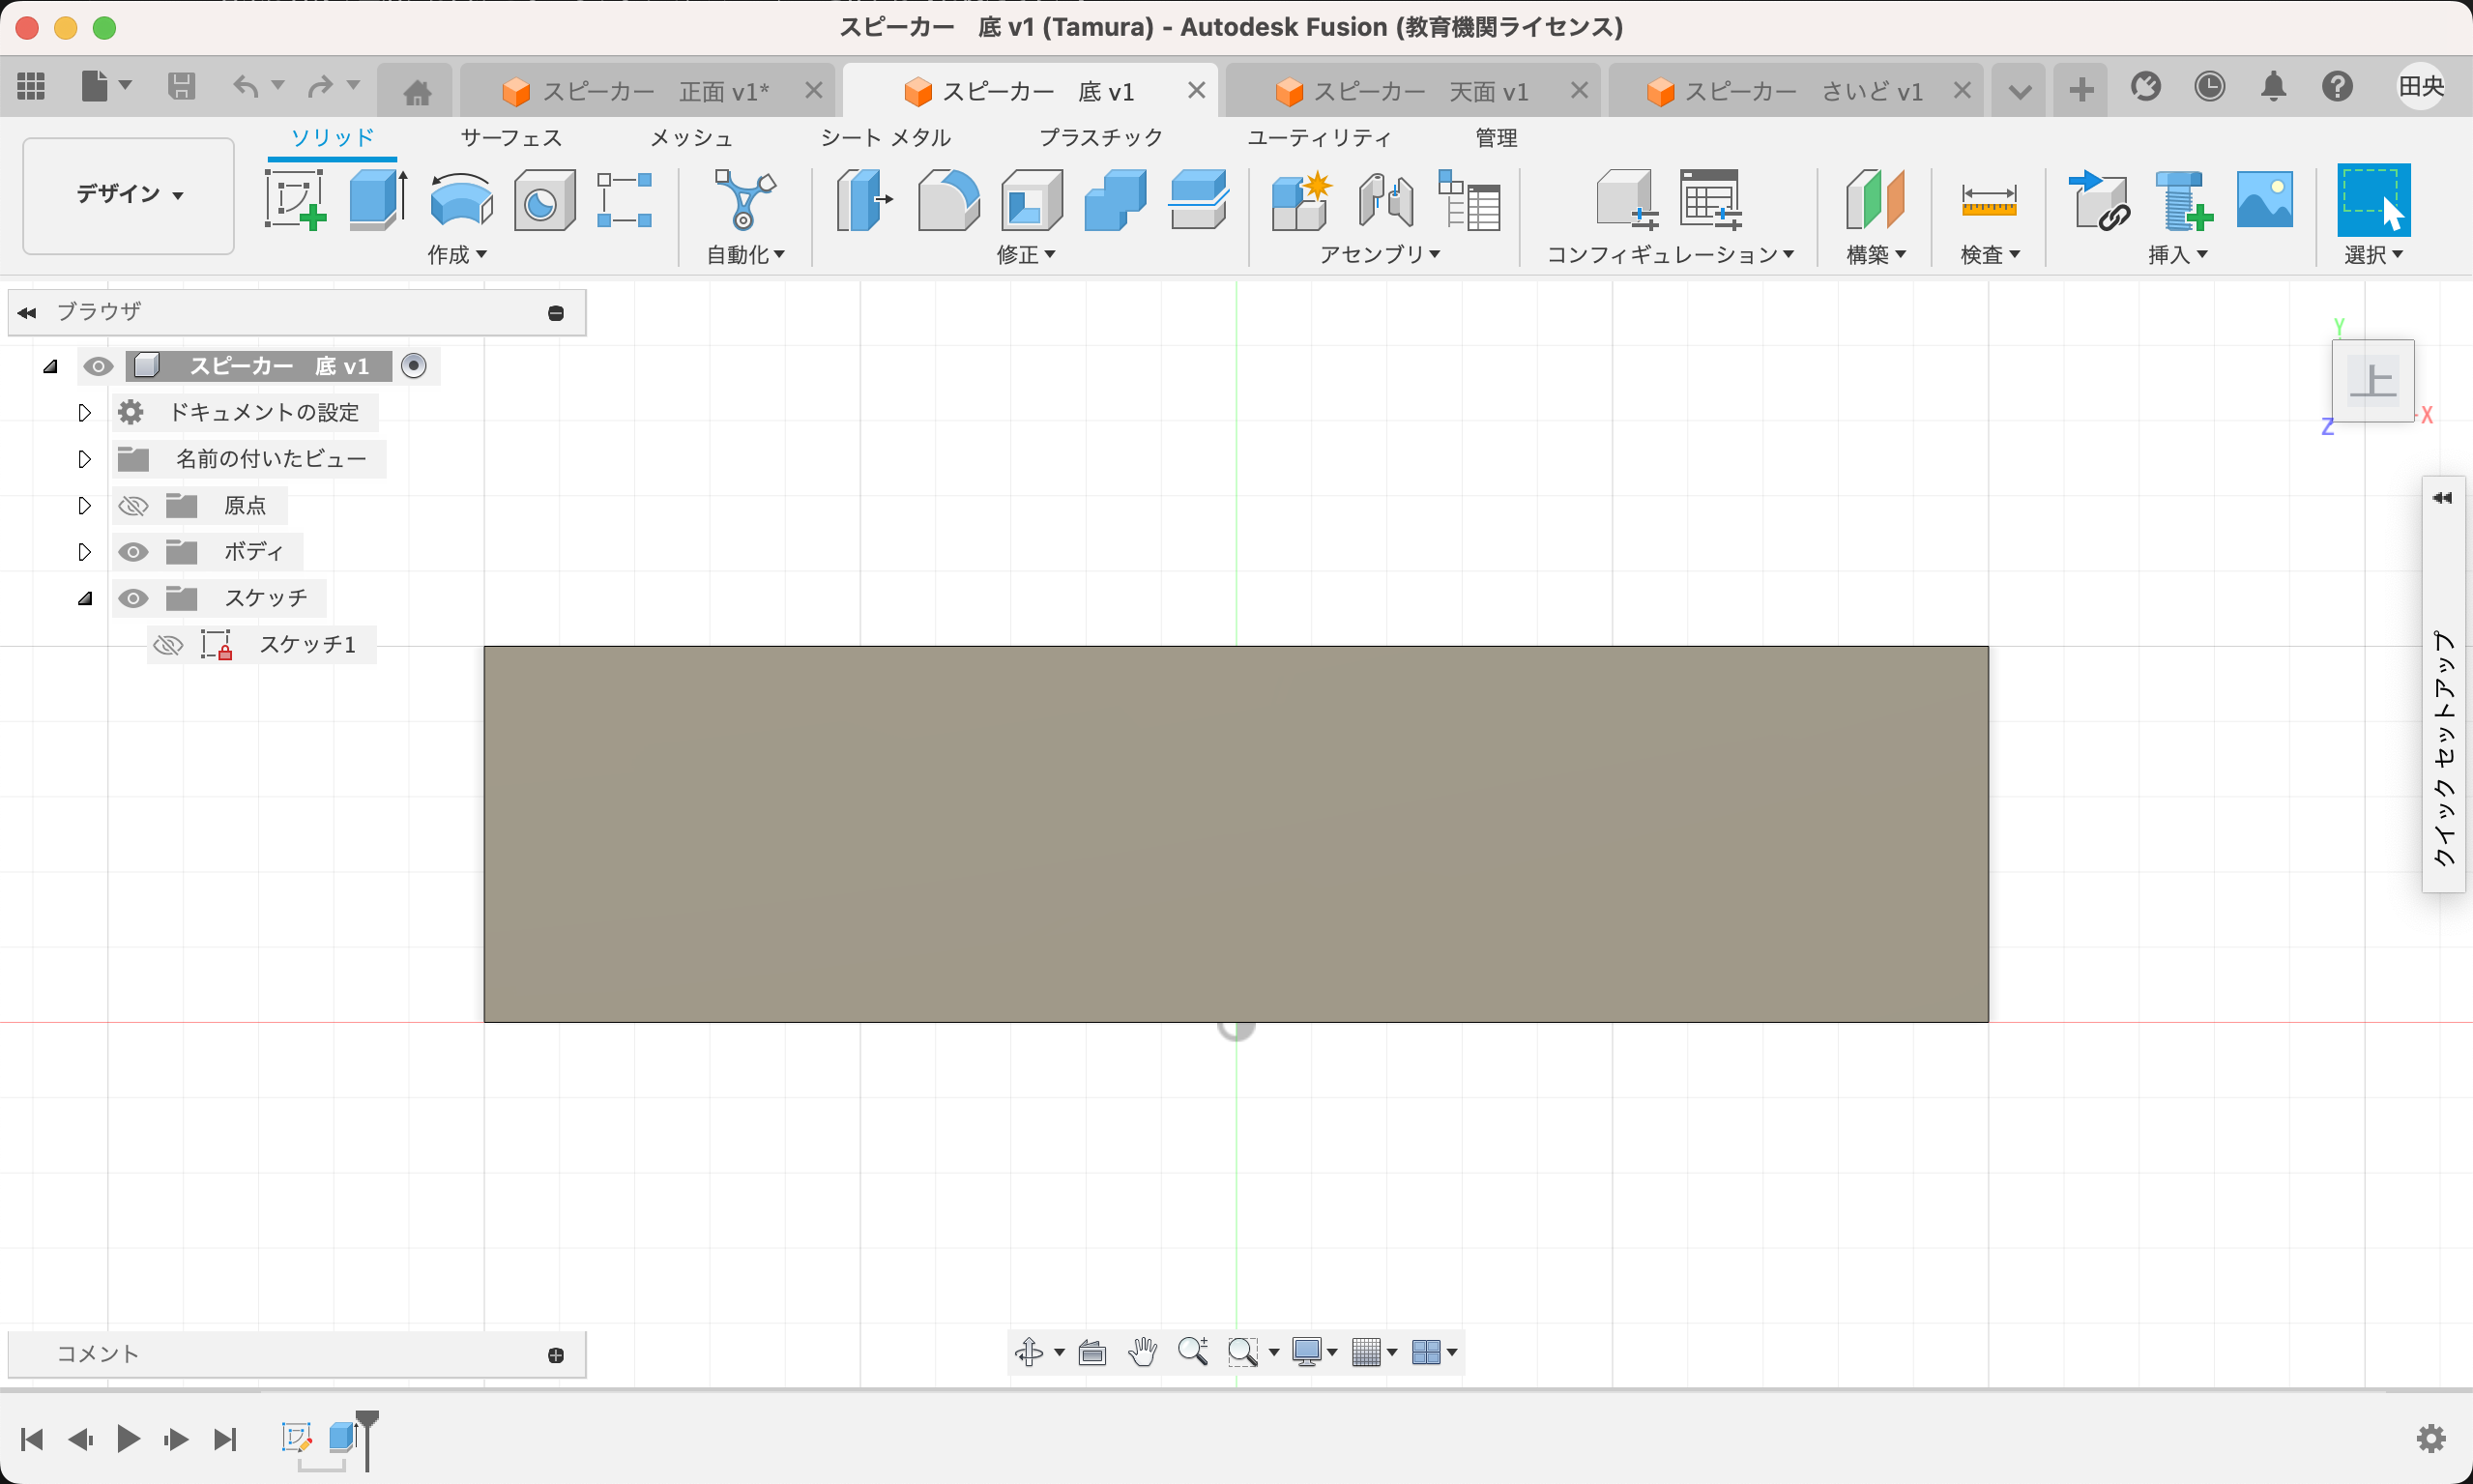 スピーカー　底 v1 (Tamura) - Autodesk Fusion (教育機関ライセンス)
スピーカー　正面 v1*
スピーカー　底 v1
スピーカー　天面 v1
スピーカー　さいど v1
田央
デザイン
ソリッド
サーフェス
メッシュ
シート メタル
プラスチック
ユーティリティ
管理
作成
自動化
修正
アセンブリ
コンフィギュレーション
構築
検査
挿入
選択
ブラウザ
スピーカー　底 v1
ドキュメントの設定
名前の付いたビュー
原点
ボディ
スケッチ
スケッチ1
Y
上
X
Z
クイック セットアップ
コメント